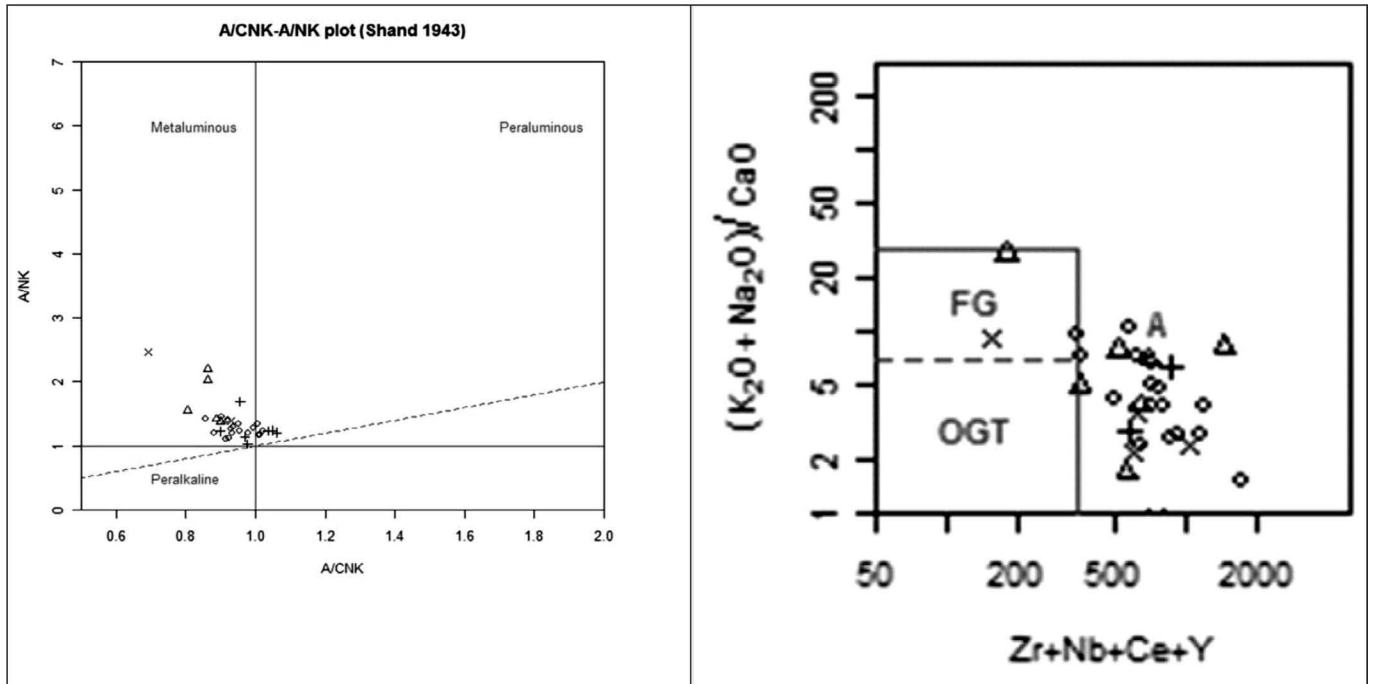 A/CNK-A/NK plot (Shand 1943)
7
6
5
4
3
2
1
0
A/NK
Metaluminous
Peraluminous
Peralkaline
0.6 0.8 1.0 1.2 1.4 1.6 1.8 2.0
A/CNK
200
50
20
5
2
1
(K₂O+Na₂O)/CaO
FG
A
OGT
50 200 500 2000
Zr+Nb+Ce+Y